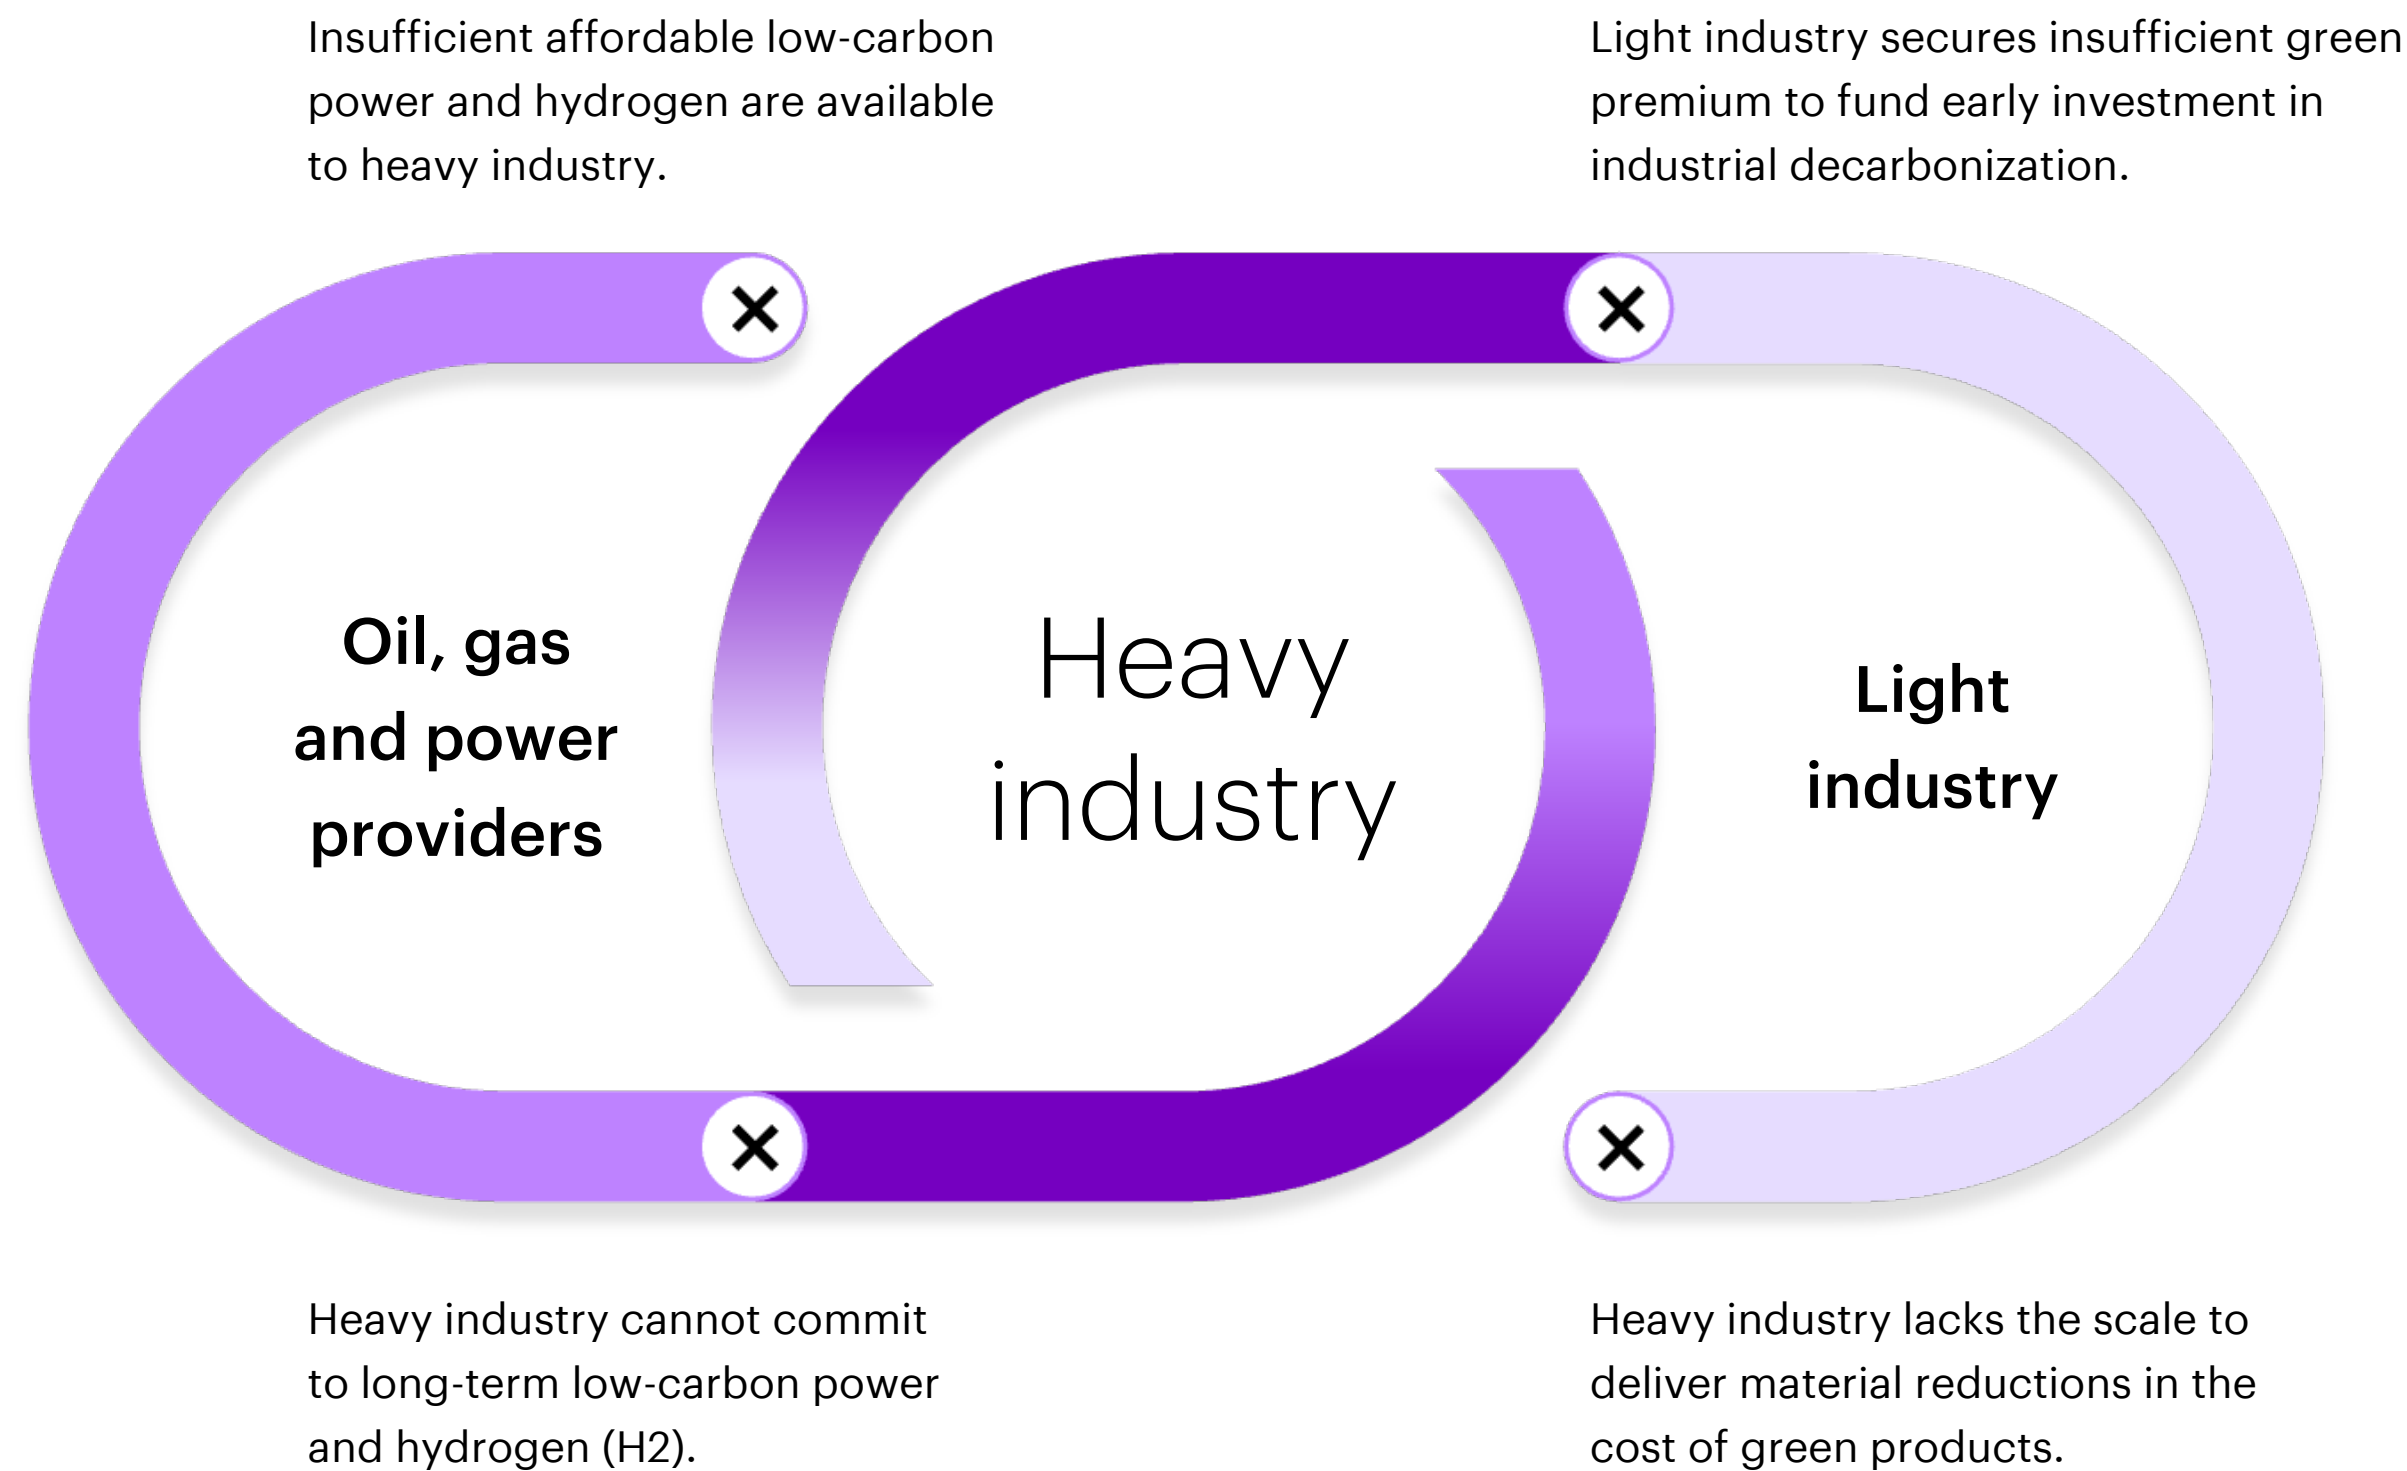 Insufficient affordable low-carbon
power and hydrogen are available
to heavy industry.
Light industry secures insufficient green
premium to fund early investment in
industrial decarbonization.
Oil, gas
and power
providers
Heavy
industry
Light
industry
Heavy industry cannot commit
to long-term low-carbon power
and hydrogen (H2).
Heavy industry lacks the scale to
deliver material reductions in the
cost of green products.